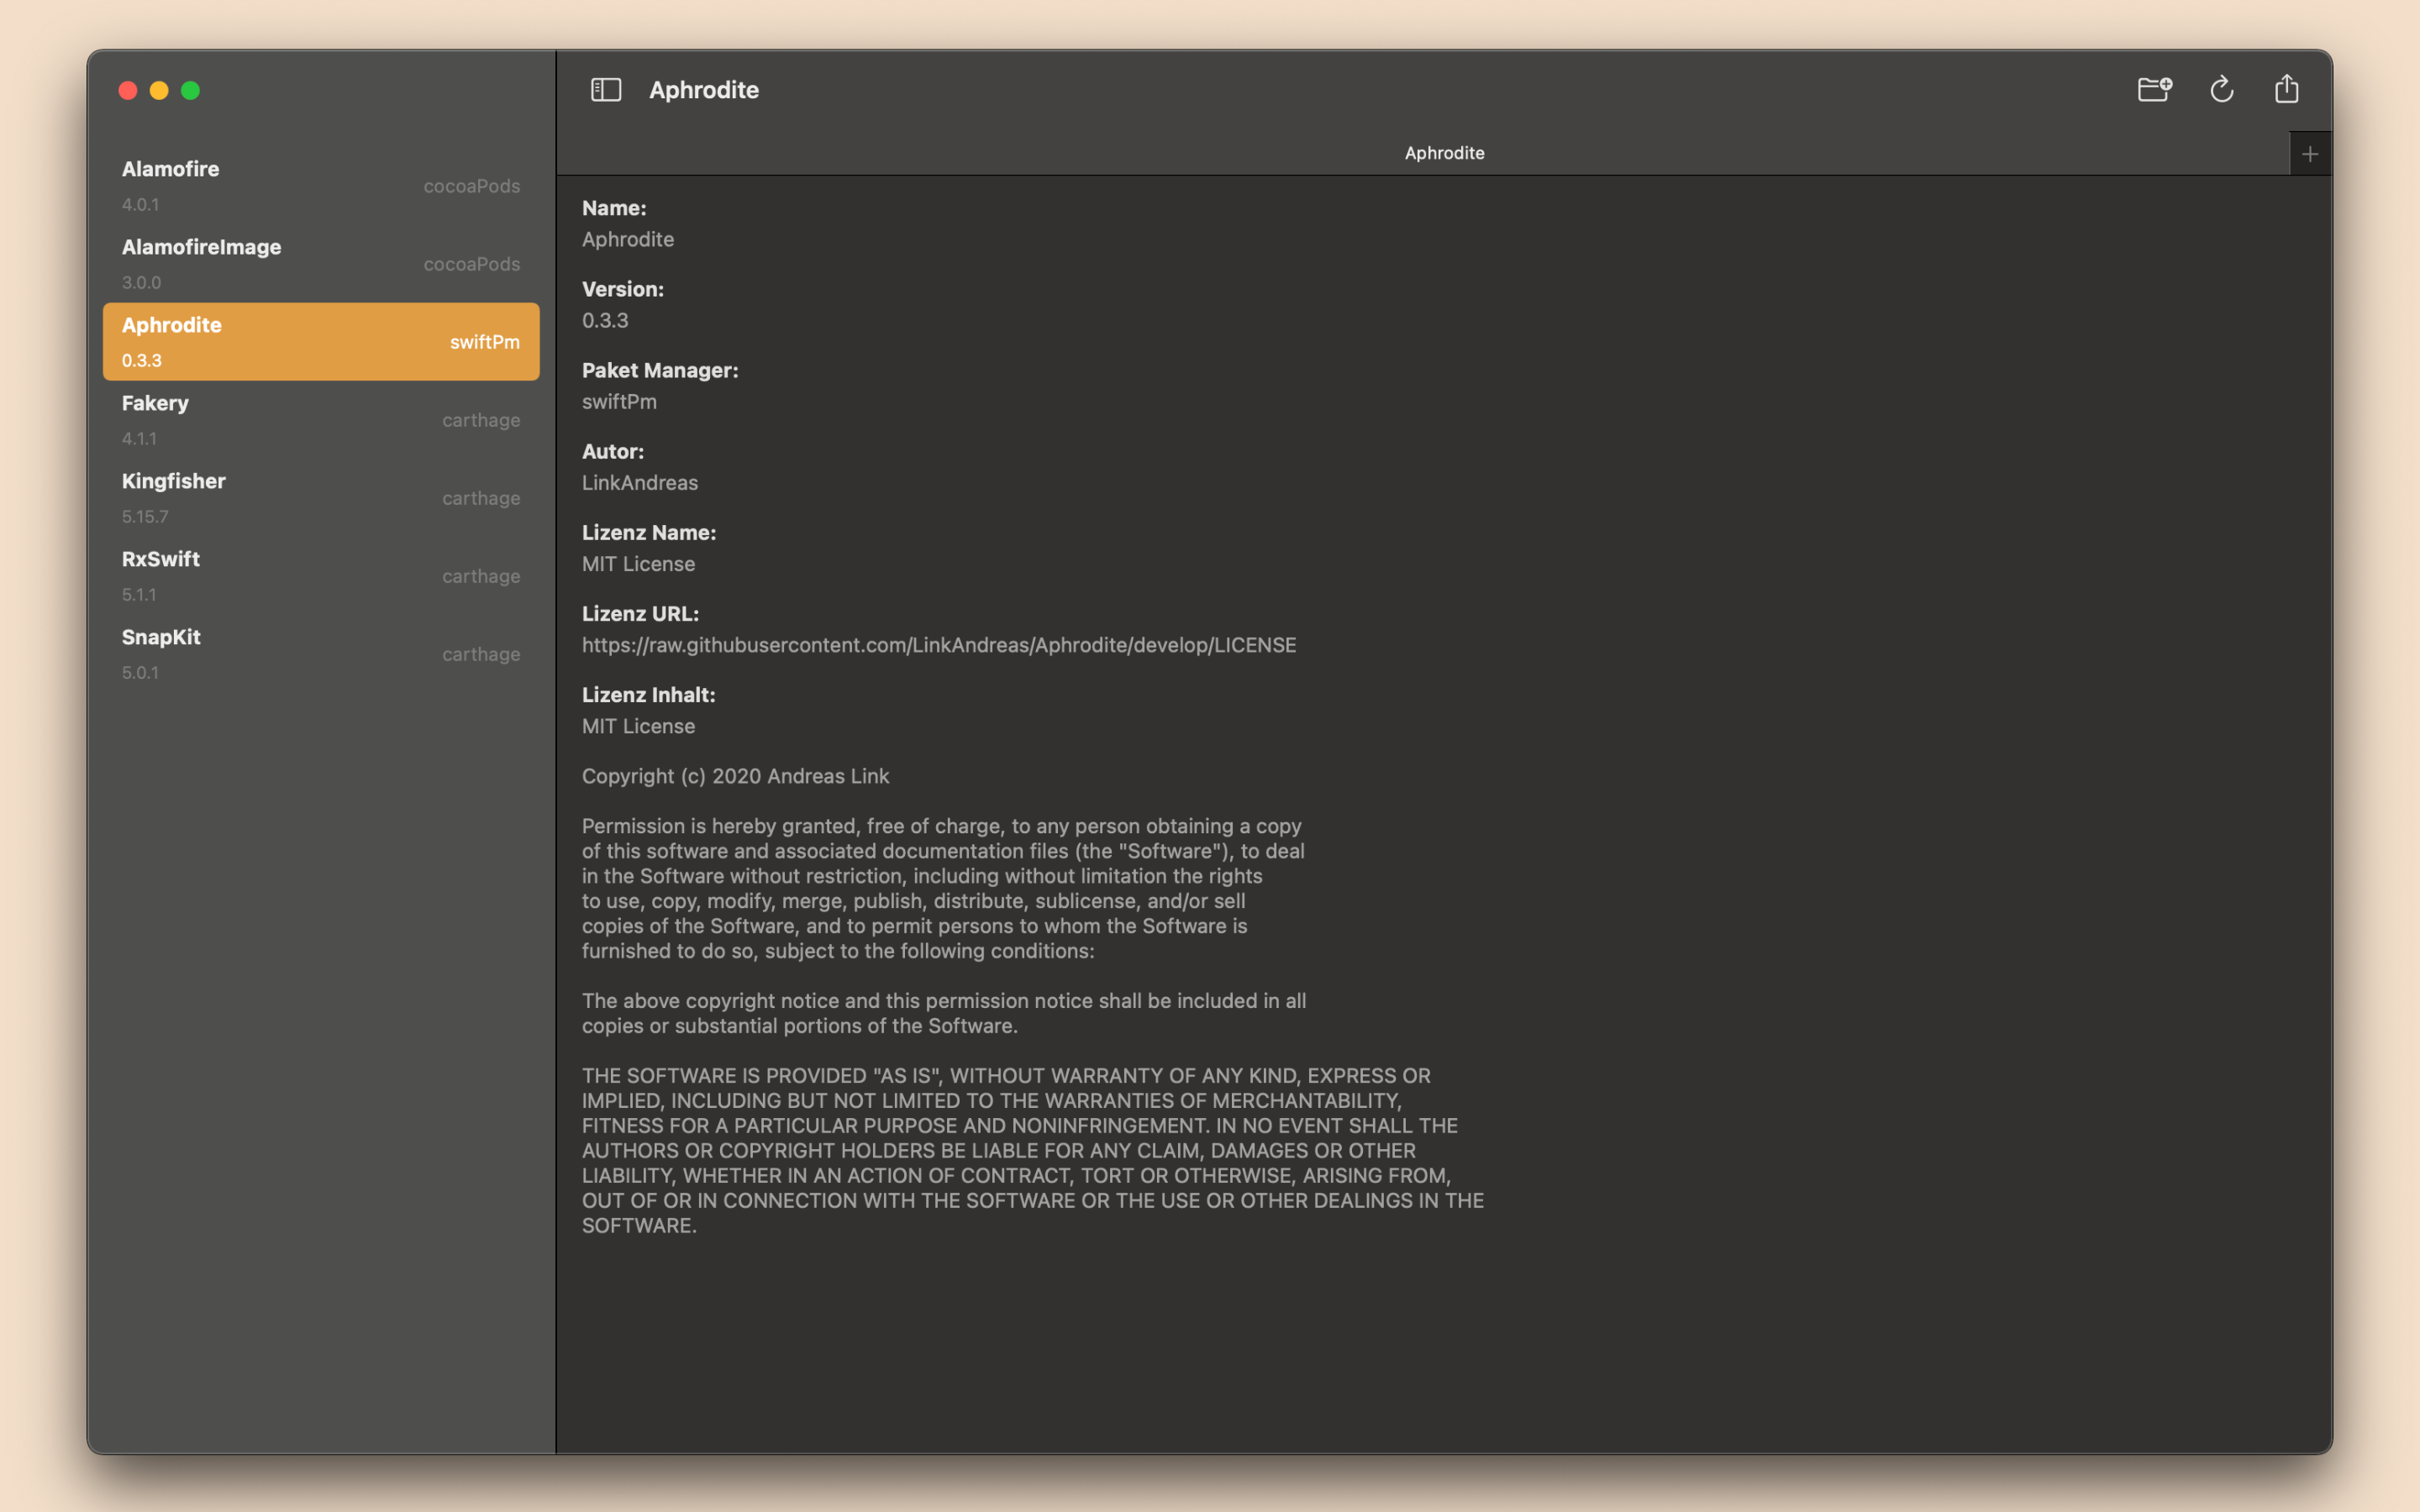 Aphrodite
Alamofire
4.0.1
cocoaPods
AlamofireImage
3.0.0
cocoaPods
Aphrodite
0.3.3
swiftPm
Fakery
4.1.1
carthage
Kingfisher
5.15.7
carthage
RxSwift
5.1.1
carthage
SnapKit
5.0.1
carthage
Aphrodite
Name:
Aphrodite
Version:
0.3.3
Paket Manager:
swiftPm
Autor:
LinkAndreas
Lizenz Name:
MIT License
Lizenz URL:
https://raw.githubusercontent.com/LinkAndreas/Aphrodite/develop/LICENSE
Lizenz Inhalt:
MIT License
Copyright (c) 2020 Andreas Link
Permission is hereby granted, free of charge, to any person obtaining a copy
of this software and associated documentation files (the "Software"), to deal
in the Software without restriction, including without limitation the rights
to use, copy, modify, merge, publish, distribute, sublicense, and/or sell
copies of the Software, and to permit persons to whom the Software is
furnished to do so, subject to the following conditions:
The above copyright notice and this permission notice shall be included in all
copies or substantial portions of the Software.
THE SOFTWARE IS PROVIDED "AS IS", WITHOUT WARRANTY OF ANY KIND, EXPRESS OR
IMPLIED, INCLUDING BUT NOT LIMITED TO THE WARRANTIES OF MERCHANTABILITY,
FITNESS FOR A PARTICULAR PURPOSE AND NONINFRINGEMENT. IN NO EVENT SHALL THE
AUTHORS OR COPYRIGHT HOLDERS BE LIABLE FOR ANY CLAIM, DAMAGES OR OTHER
LIABILITY, WHETHER IN AN ACTION OF CONTRACT, TORT OR OTHERWISE, ARISING FROM,
OUT OF OR IN CONNECTION WITH THE SOFTWARE OR THE USE OR OTHER DEALINGS IN THE
SOFTWARE.